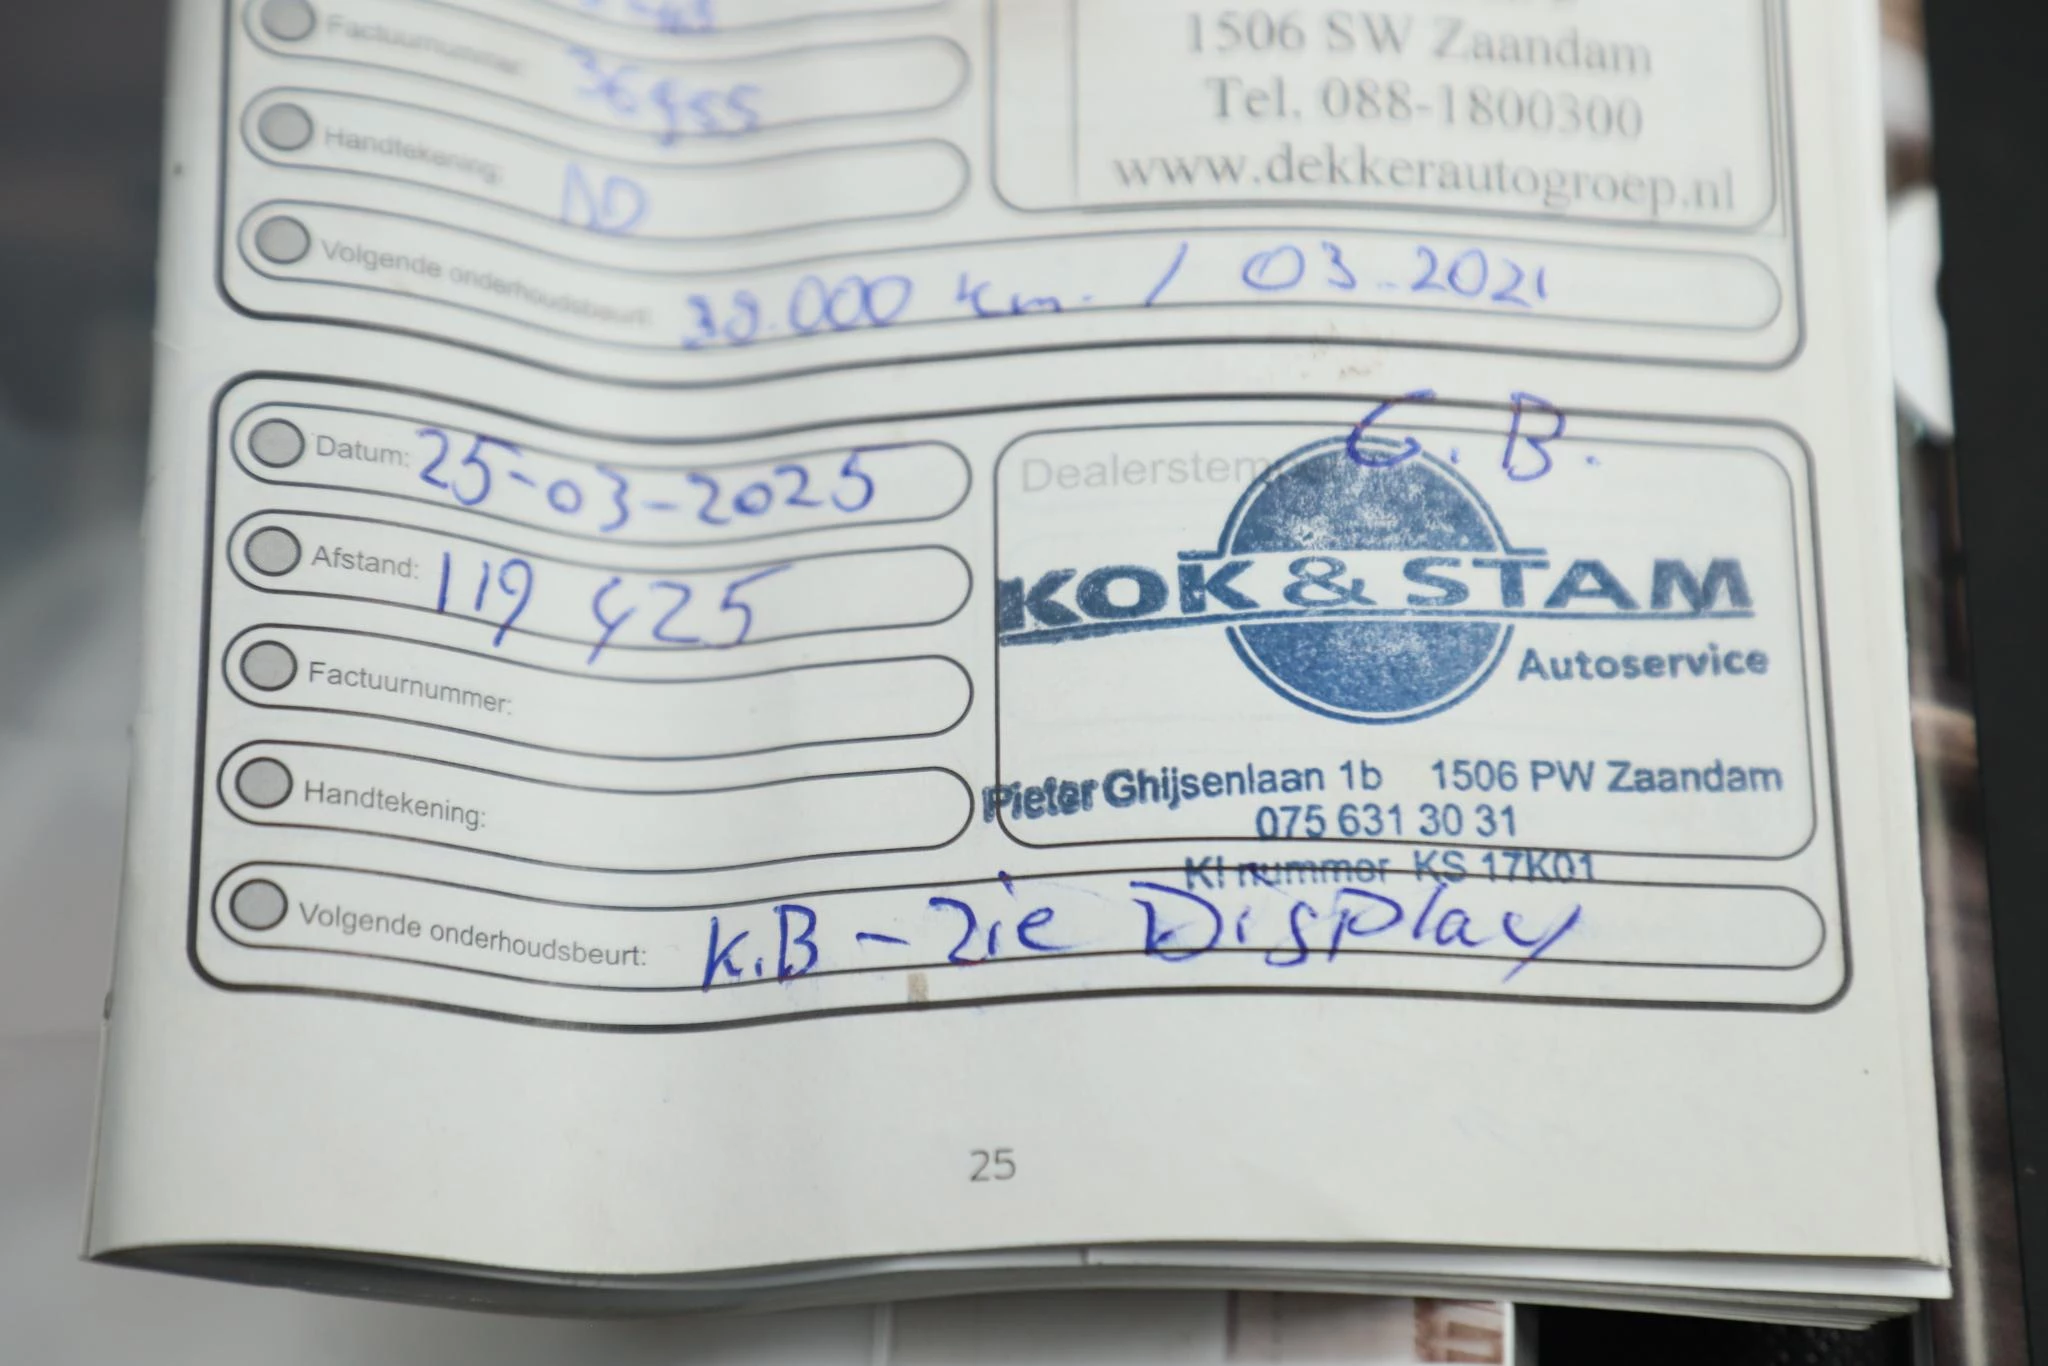 1506 SW Zaandam
Factuurnummer:
Tel. 088-1800300
Handtekening: DD
www.dekkerautogroep.nl
Volgende onderhoudsbeurt: 38.000 km. / 03-2021
C.B.
Datum: 25-03-2025
Dealerstem
Afstand: 119 425
KOK & STAM
Autoservice
Factuurnummer:
Handtekening:
Pieter Ghijsenlaan 1b 1506 PW Zaandam
075 631 30 31
KI nummer KS 17K01
Volgende onderhoudsbeurt: K.B - Zie Display
25